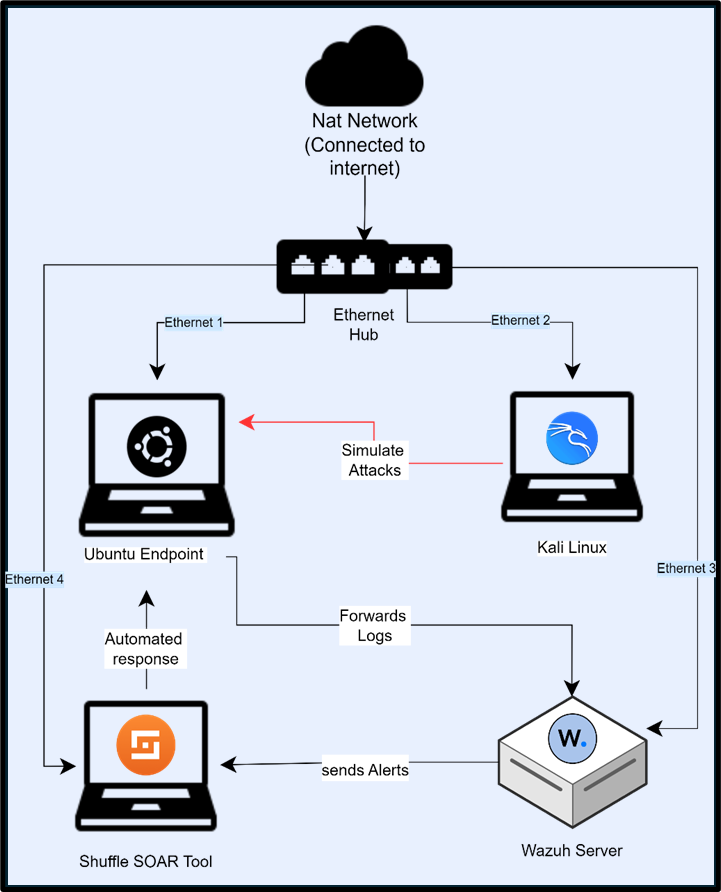 Nat Network
(Connected to
internet)
Ethernet
Hub
Ethernet 1
Ethernet 2
Simulate
Attacks
Ubuntu Endpoint
Kali Linux
Ethernet 4
Ethernet 3
Forwards
Logs
Automated
response
W.
sends Alerts
Shuffle SOAR Tool
Wazuh Server